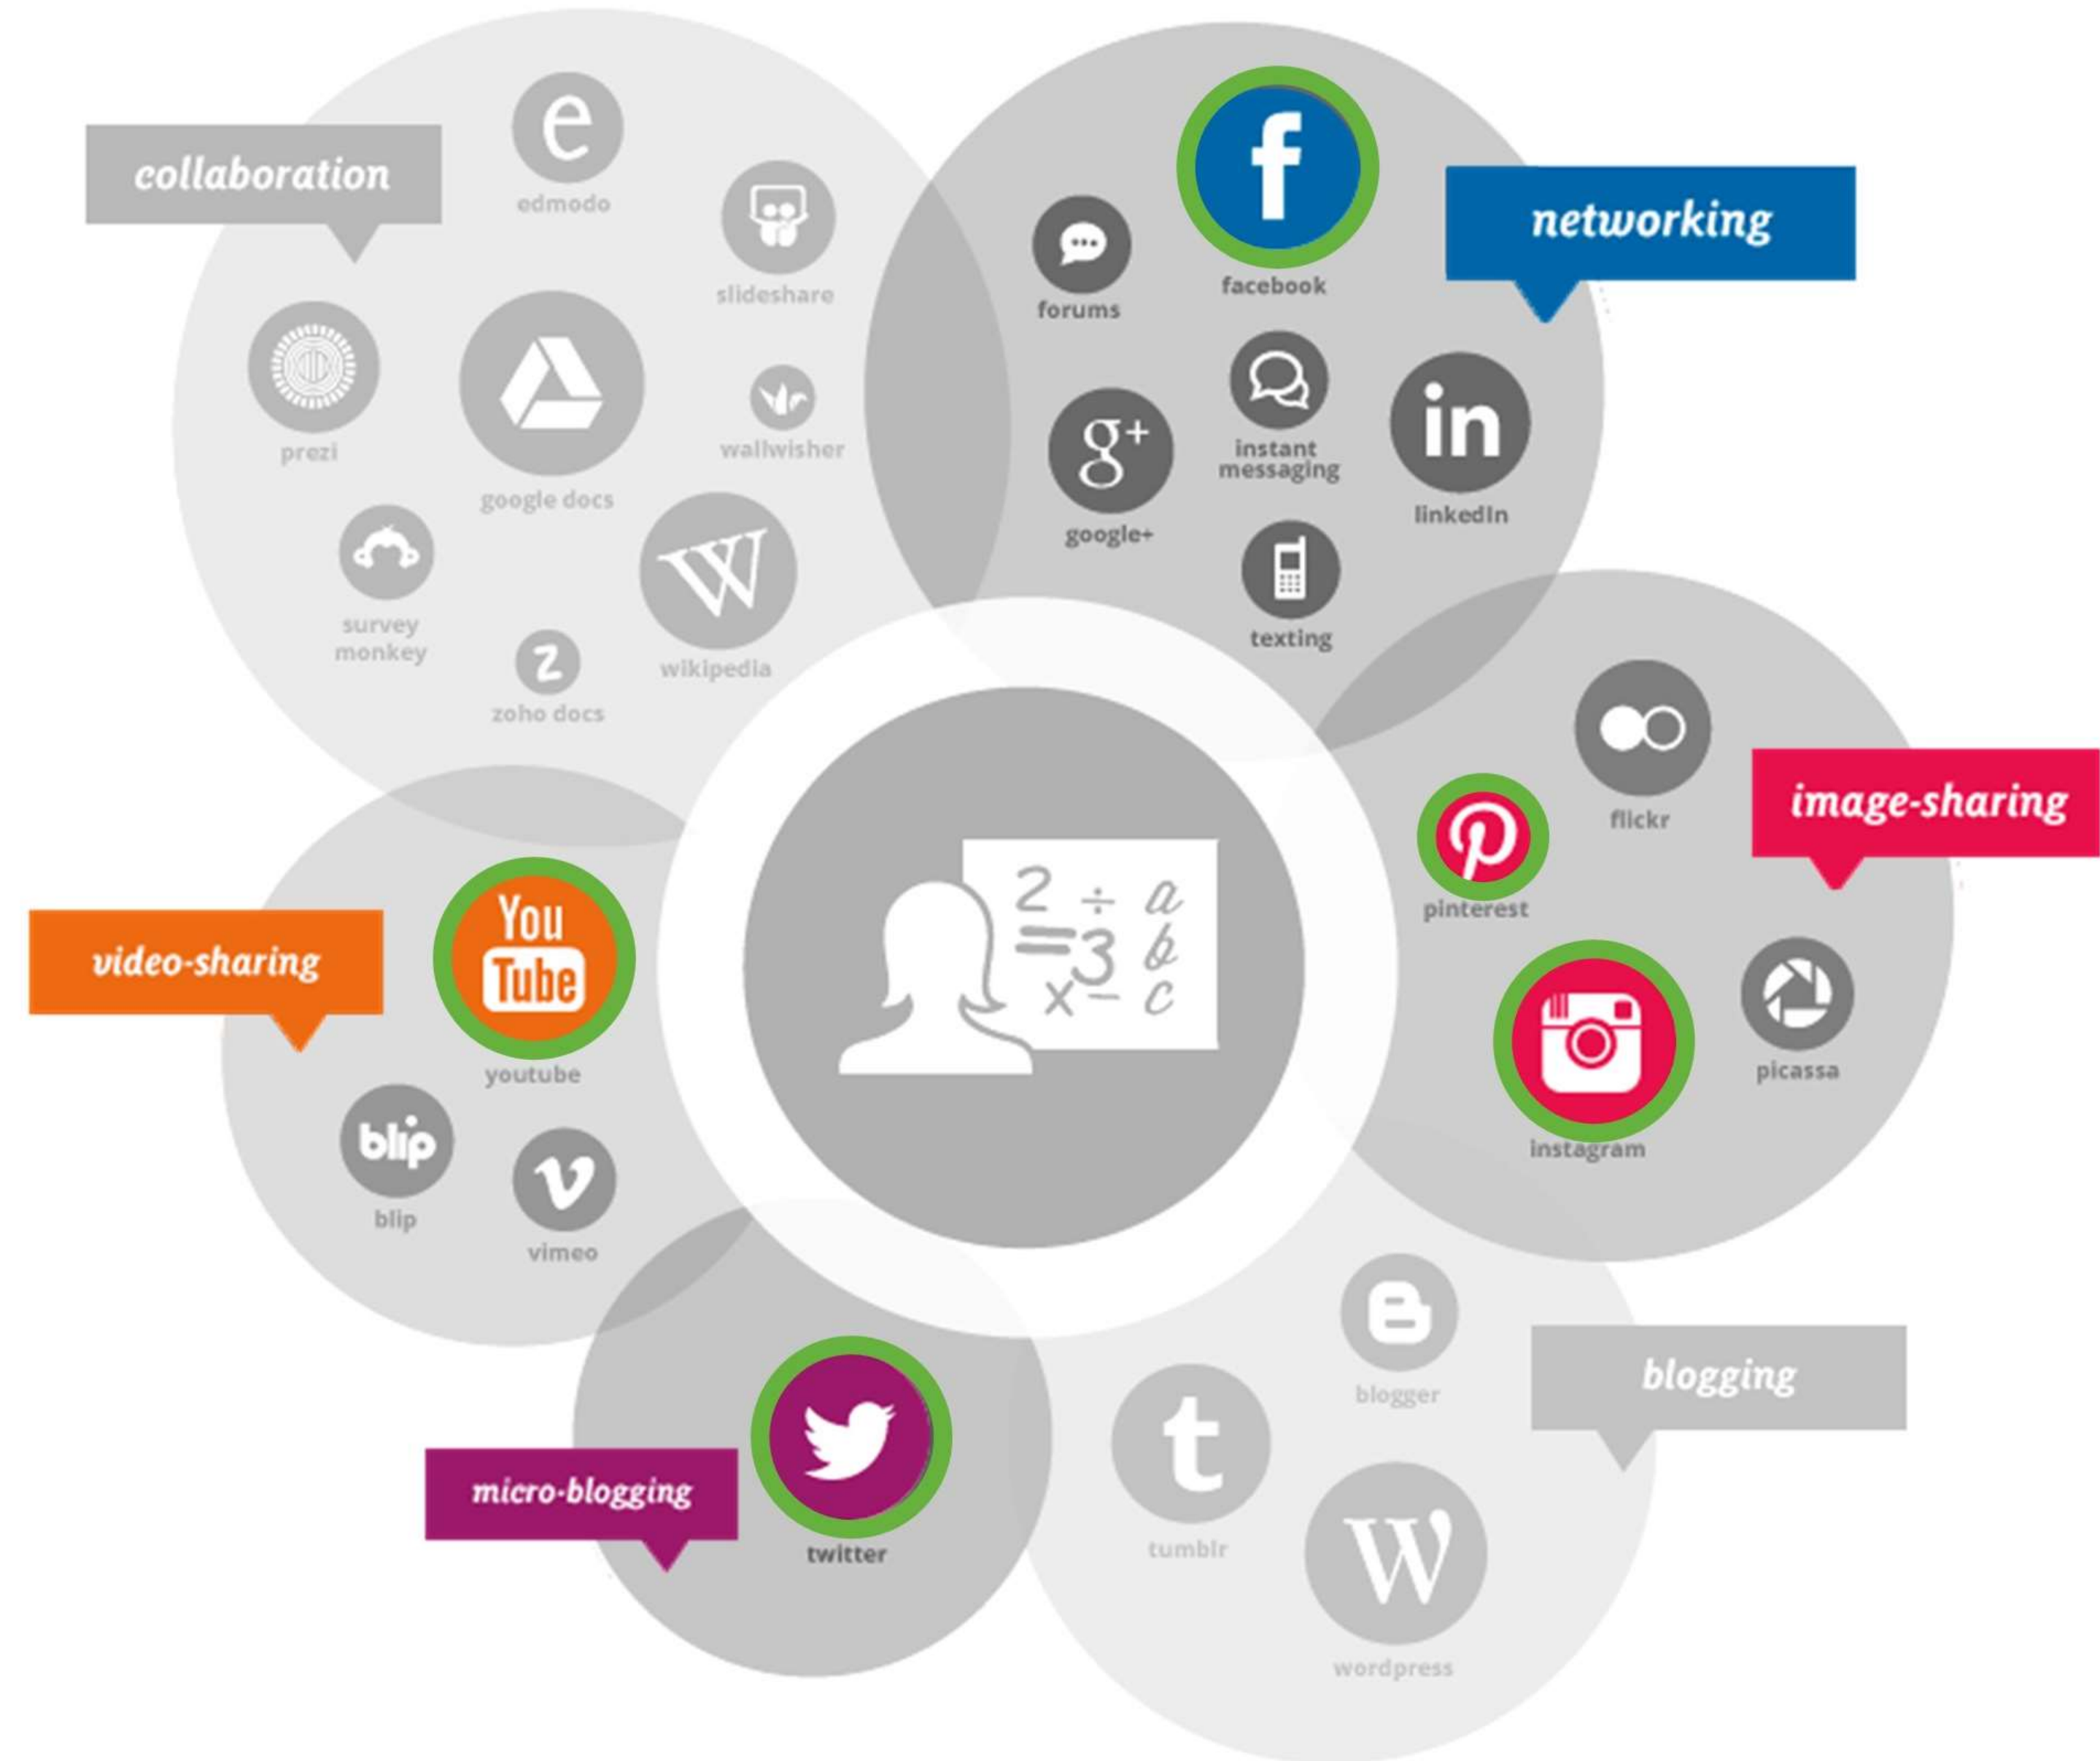 collaboration
e
edmodo
slideshare
prezi
google docs
wallwisher
survey
monkey
Z
zoho docs
W
wikipedia
f
facebook
networking
forums
g+
google+
instant
messaging
in
linkedIn
texting
flickr
image-sharing
pinterest
instagram
picassa
2 ÷ a
=3 b
x – c
video-sharing
You
Tube
youtube
blip
blip
v
vimeo
micro-blogging
twitter
blogger
blogging
t
tumblr
W
wordpress